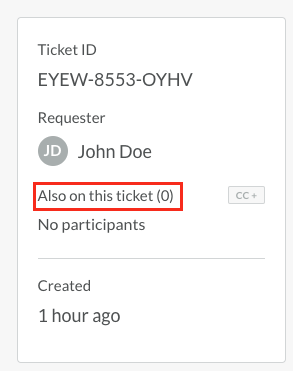 Ticket ID
EYEW-8553-OYHV
Requester
JD John Doe
Also on this ticket (0) CC +
No participants
Created
1 hour ago